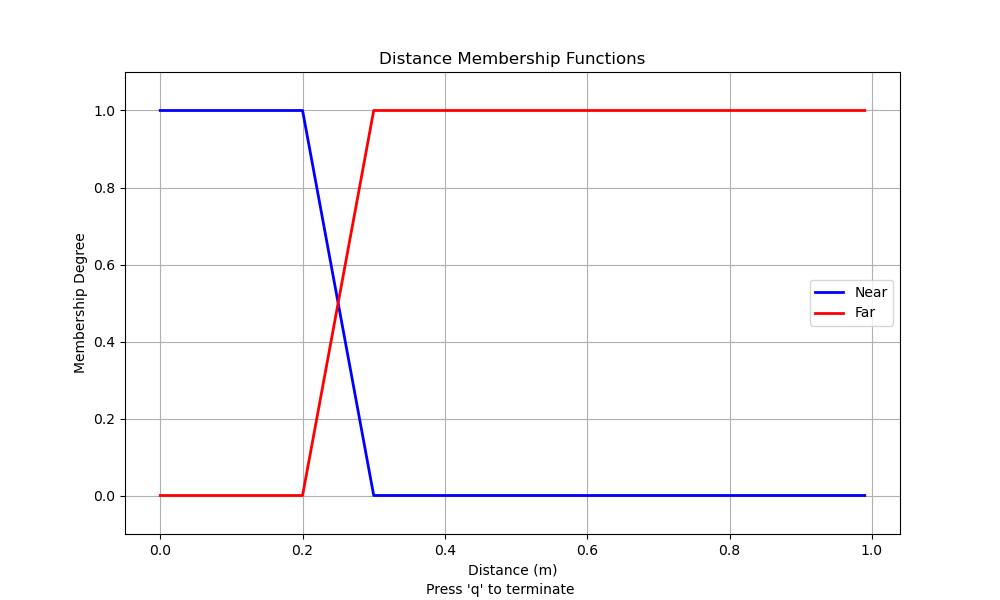 Distance Membership Functions
Membership Degree
1.0
0.8
0.6
0.4
0.2
0.0
Near
Far
0.0 0.2 0.4 0.6 0.8 1.0
Distance (m)
Press 'q' to terminate